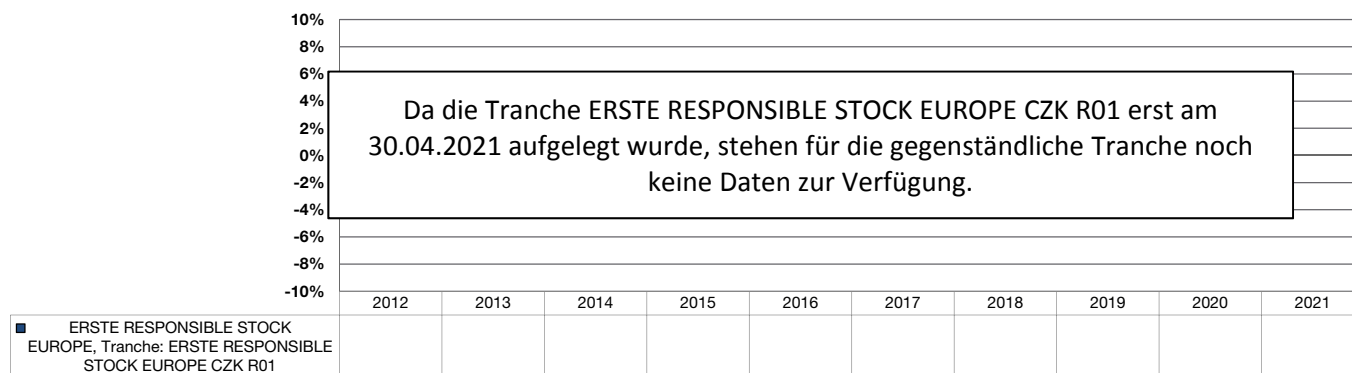 10%
8%
6%
4%
2%
0%
-2%
-4%
-6%
-8%
-10%
Da die Tranche ERSTE RESPONSIBLE STOCK EUROPE CZK R01 erst am
30.04.2021 aufgelegt wurde, stehen für die gegenständliche Tranche noch
keine Daten zur Verfügung.
2012 2013 2014 2015 2016 2017 2018 2019 2020 2021
ERSTE RESPONSIBLE STOCK
EUROPE, Tranche: ERSTE RESPONSIBLE
STOCK EUROPE CZK R01